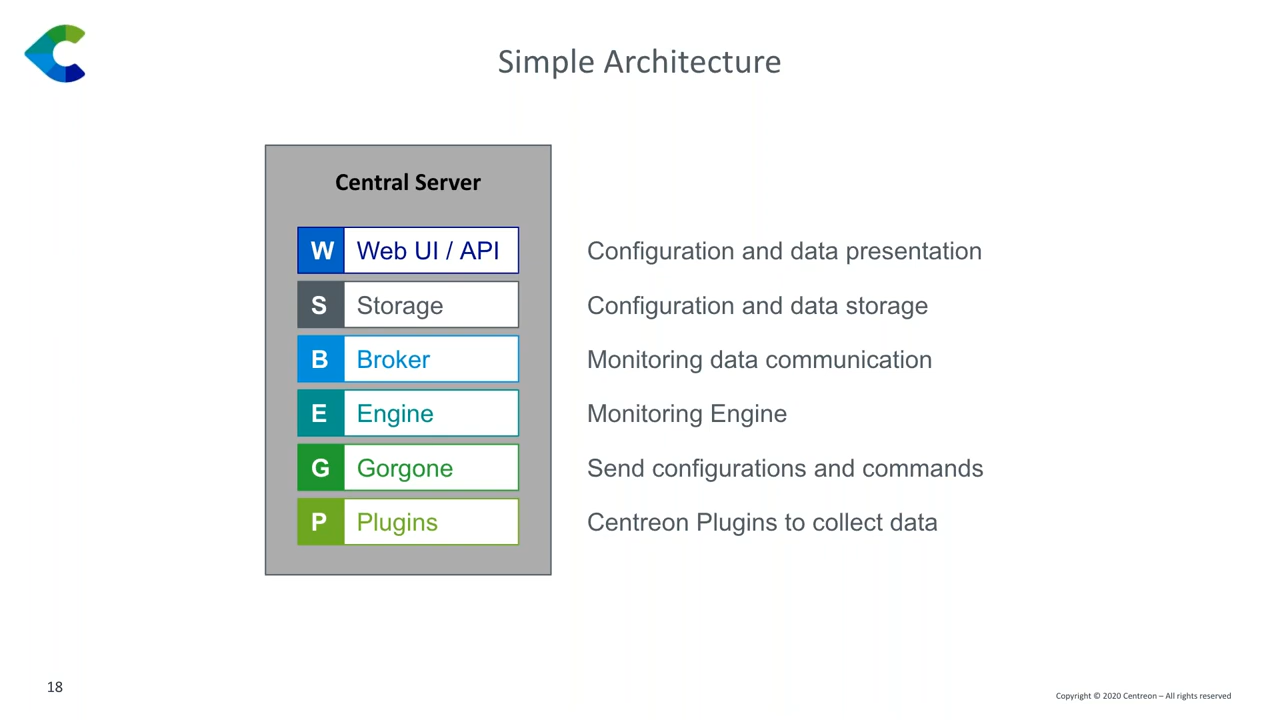 Simple Architecture
Central Server
W Web UI / API Configuration and data presentation
S Storage Configuration and data storage
B Broker Monitoring data communication
E Engine Monitoring Engine
G Gorgone Send configurations and commands
P Plugins Centreon Plugins to collect data
18
Copyright © 2020 Centreon – All rights reserved